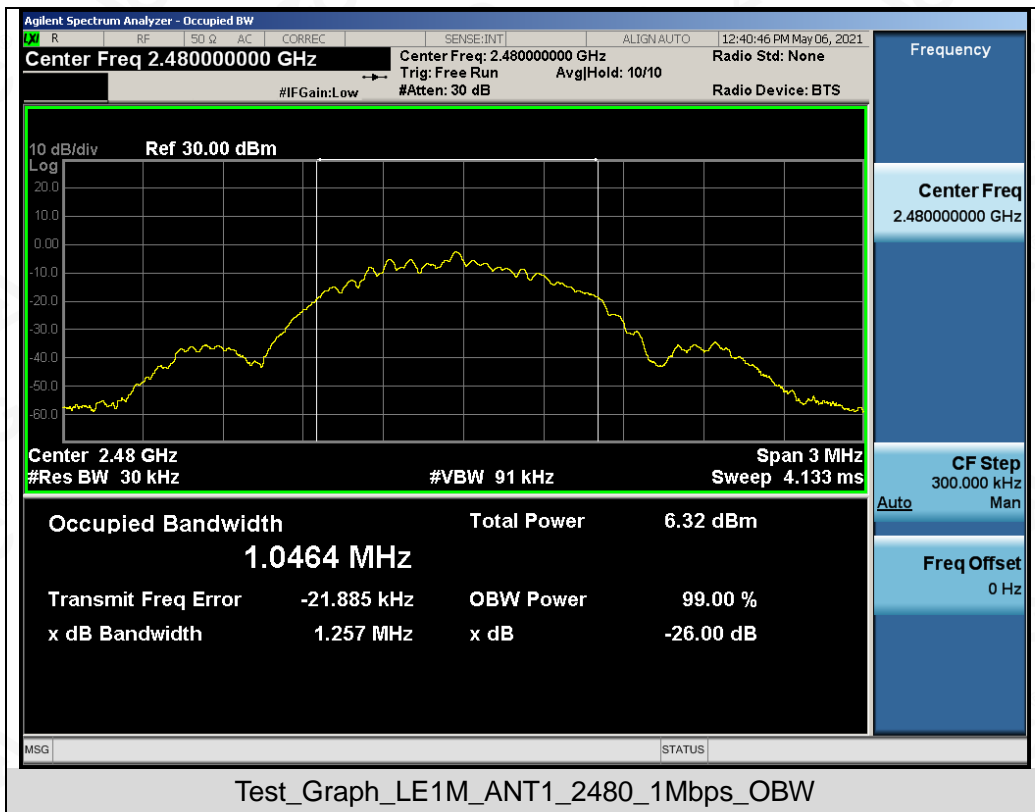 Agilent Spectrum Analyzer - Occupied BW
LXI R RF 50 Ω AC CORREC SENSE:INT ALIGN AUTO 12:40:46 PM May 06, 2021
Center Freq 2.480000000 GHz
Center Freq: 2.480000000 GHz
Radio Std: None
Trig: Free Run Avg|Hold: 10/10
#IFGain:Low
#Atten: 30 dB
Radio Device: BTS
Frequency
10 dB/div Ref 30.00 dBm
Log
20.0
10.0
0.00
-10.0
-20.0
-30.0
-40.0
-50.0
-60.0
Center 2.48 GHz Span 3 MHz
#Res BW 30 kHz #VBW 91 kHz Sweep 4.133 ms
Center Freq
2.480000000 GHz
CF Step
300.000 kHz
Auto Man
Freq Offset
0 Hz
Occupied Bandwidth Total Power 6.32 dBm
1.0464 MHz
Transmit Freq Error -21.885 kHz OBW Power 99.00 %
x dB Bandwidth 1.257 MHz x dB -26.00 dB
MSG STATUS
Test_Graph_LE1M_ANT1_2480_1Mbps_OBW